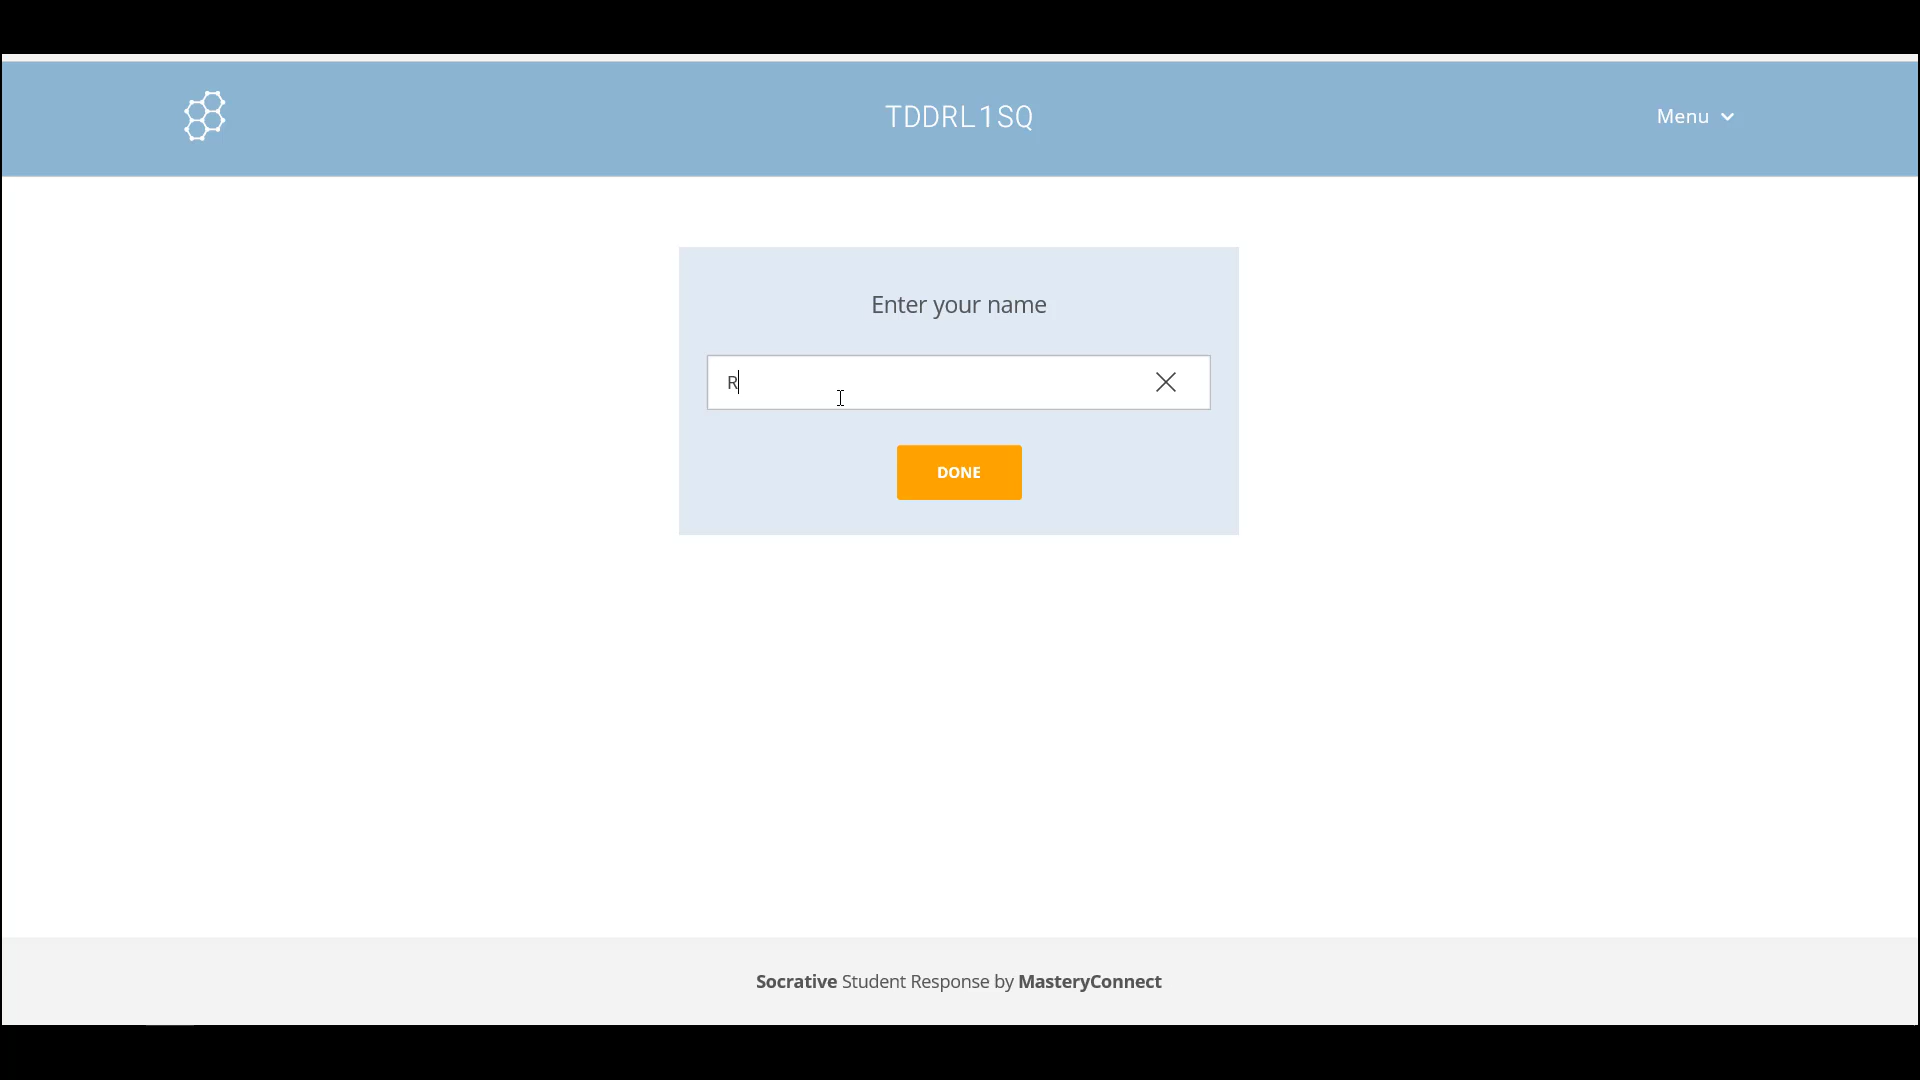 TDDRL1SQ
Menu
Enter your name
R
DONE
Socrative Student Response by MasteryConnect